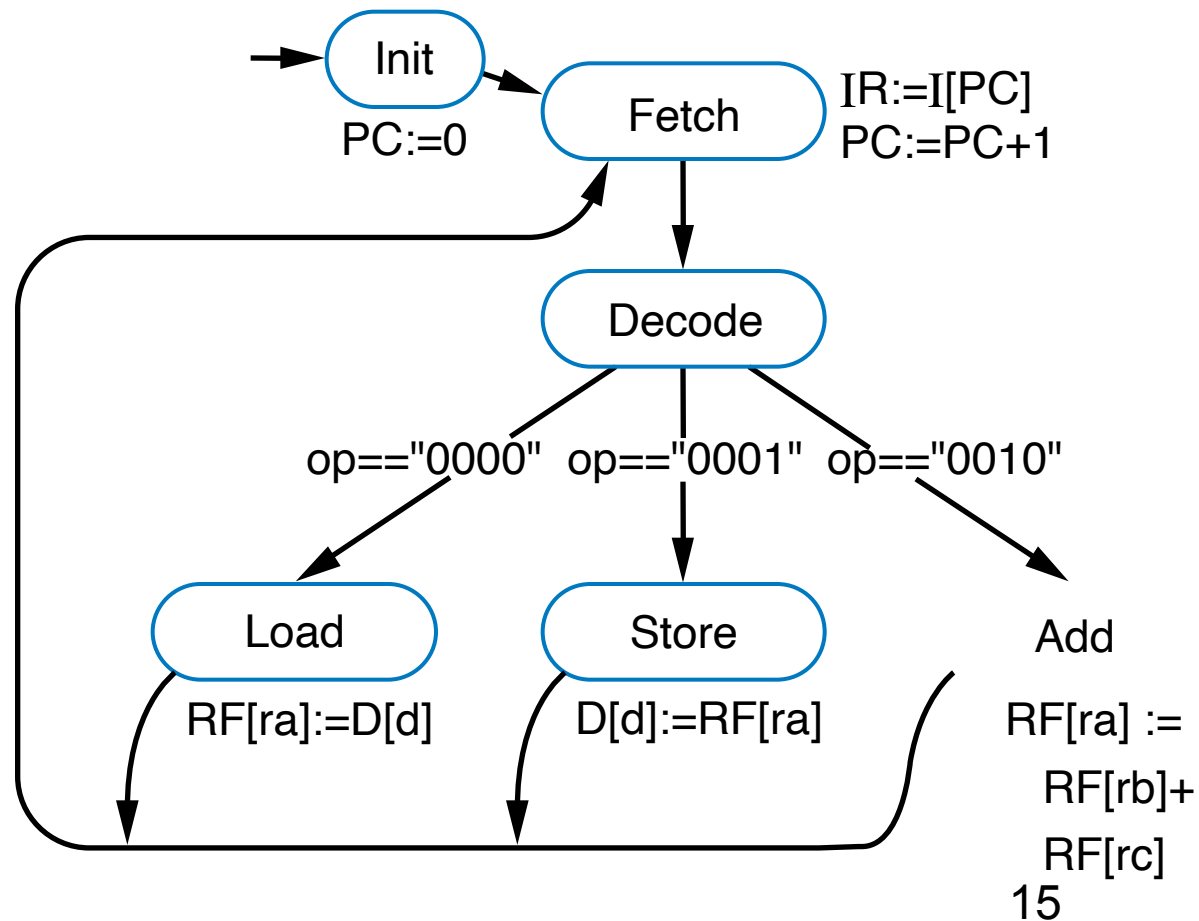 Init
PC:=0
Fetch
IR:=I[PC]
PC:=PC+1
Decode
op=="0000" op=="0001" op=="0010"
Load
RF[ra]:=D[d]
Store
D[d]:=RF[ra]
Add
RF[ra] :=
RF[rb]+
RF[rc]
15